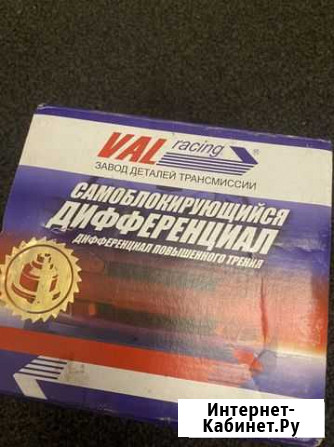 VAL racing ®
ЗАВОД ДЕТАЛЕЙ ТРАНСМИССИИ
САМОБЛОКИРУЮЩИЙСЯ
ДИФФЕРЕНЦИАЛ
ДИФФЕРЕНЦИАЛ ПОВЫШЕННОГО ТРЕНИЯ
Интернет-
Кабинет.Ру